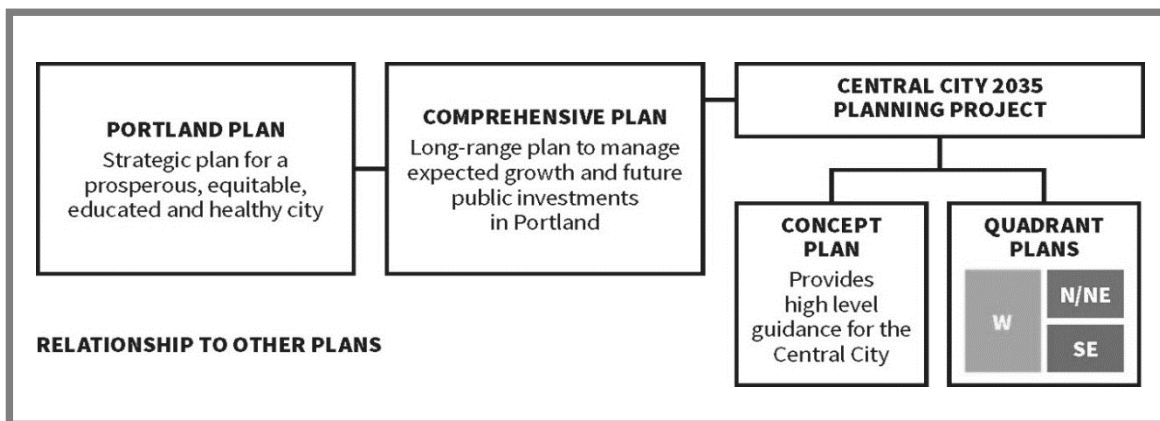 PORTLAND PLAN
Strategic plan for a
prosperous, equitable,
educated and healthy city
COMPREHENSIVE PLAN
Long-range plan to manage
expected growth and future
public investments
in Portland
CENTRAL CITY 2035
PLANNING PROJECT
CONCEPT
PLAN
Provides
high level
guidance for the
Central City
QUADRANT
PLANS
W
N/NE
SE
RELATIONSHIP TO OTHER PLANS